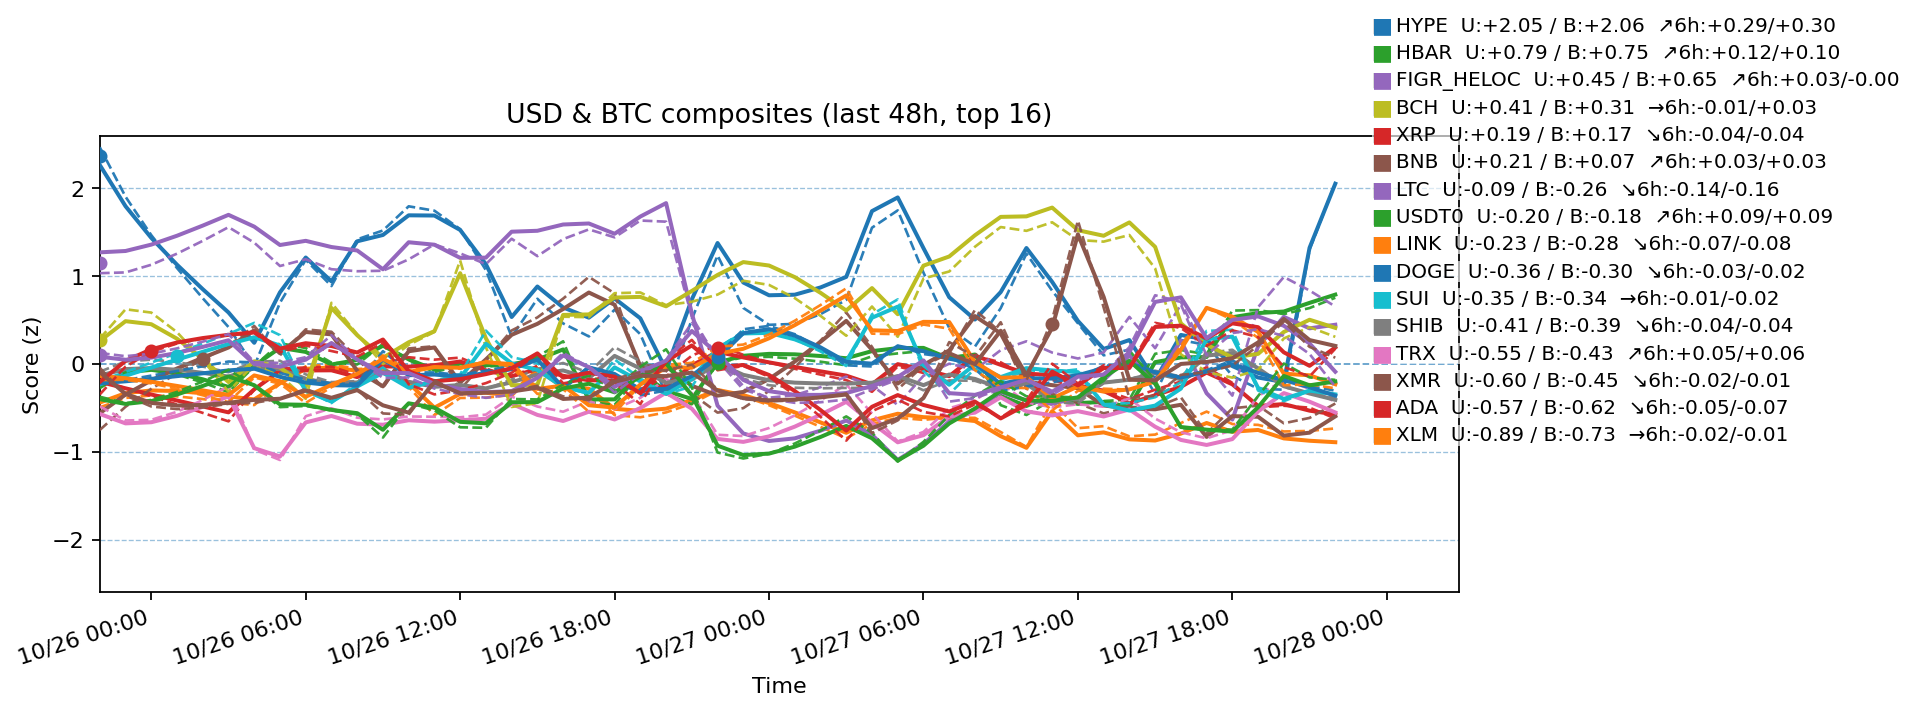 HYPE  U:+2.05 / B:+2.06  ↗6h:+0.29/+0.30
HBAR  U:+0.79 / B:+0.75  ↗6h:+0.12/+0.10
FIGR_HELOC  U:+0.45 / B:+0.65  ↗6h:+0.03/-0.00
BCH  U:+0.41 / B:+0.31  →6h:-0.01/+0.03
XRP  U:+0.19 / B:+0.17  ↘6h:-0.04/-0.04
BNB  U:+0.21 / B:+0.07  ↗6h:+0.03/+0.03
LTC  U:-0.09 / B:-0.26  ↘6h:-0.14/-0.16
USDT0  U:-0.20 / B:-0.18  ↗6h:+0.09/+0.09
LINK  U:-0.23 / B:-0.28  ↘6h:-0.07/-0.08
DOGE  U:-0.36 / B:-0.30  ↘6h:-0.03/-0.02
SUI  U:-0.35 / B:-0.34  →6h:-0.01/-0.02
SHIB  U:-0.41 / B:-0.39  ↘6h:-0.04/-0.04
TRX  U:-0.55 / B:-0.43  ↗6h:+0.05/+0.06
XMR  U:-0.60 / B:-0.45  ↘6h:-0.02/-0.01
ADA  U:-0.57 / B:-0.62  ↘6h:-0.05/-0.07
XLM  U:-0.89 / B:-0.73  →6h:-0.02/-0.01
USD & BTC composites (last 48h, top 16)
Score (z)
2
1
0
−1
−2
10/26 00:00
10/26 06:00
10/26 12:00
10/26 18:00
10/27 00:00
10/27 06:00
10/27 12:00
10/27 18:00
10/28 00:00
Time